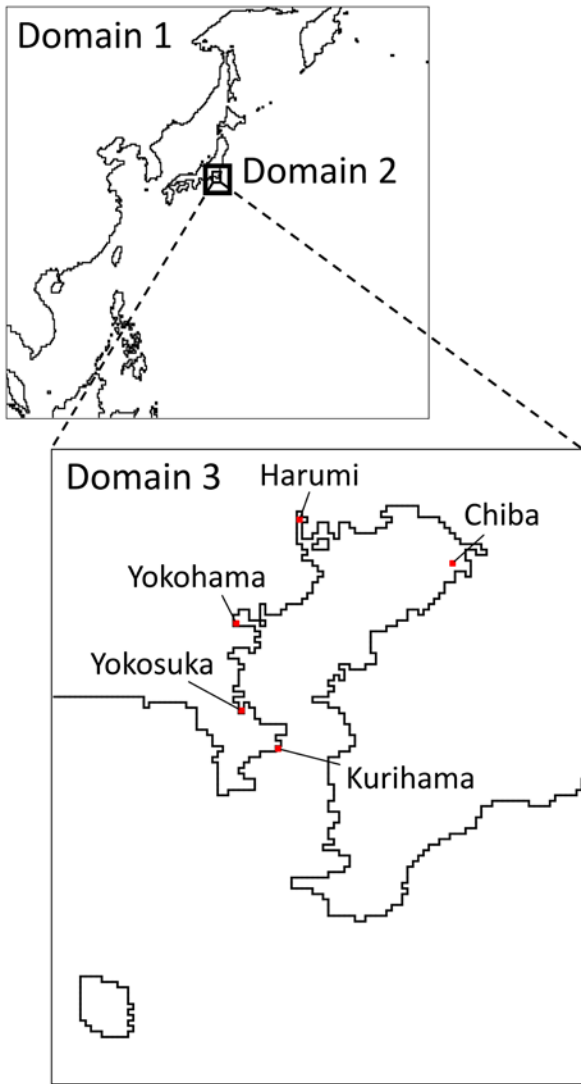 Domain 1
Domain 2
Domain 3
Harumi
Chiba
Yokohama
Yokosuka
Kurihama